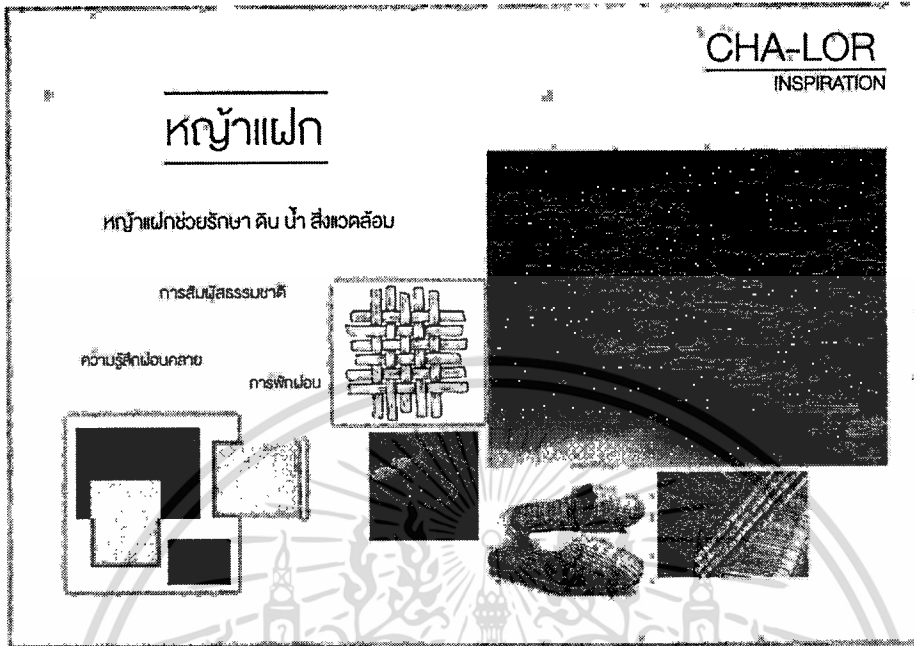 CHA-LOR
INSPIRATION
หญ้าแฝก
หญ้าแฝกช่วยรักษา ดิน น้ำ สิ่งแวดล้อม
การสัมผัสธรรมชาติ
ความรู้สึกผ่อนคลาย
การพักผ่อน